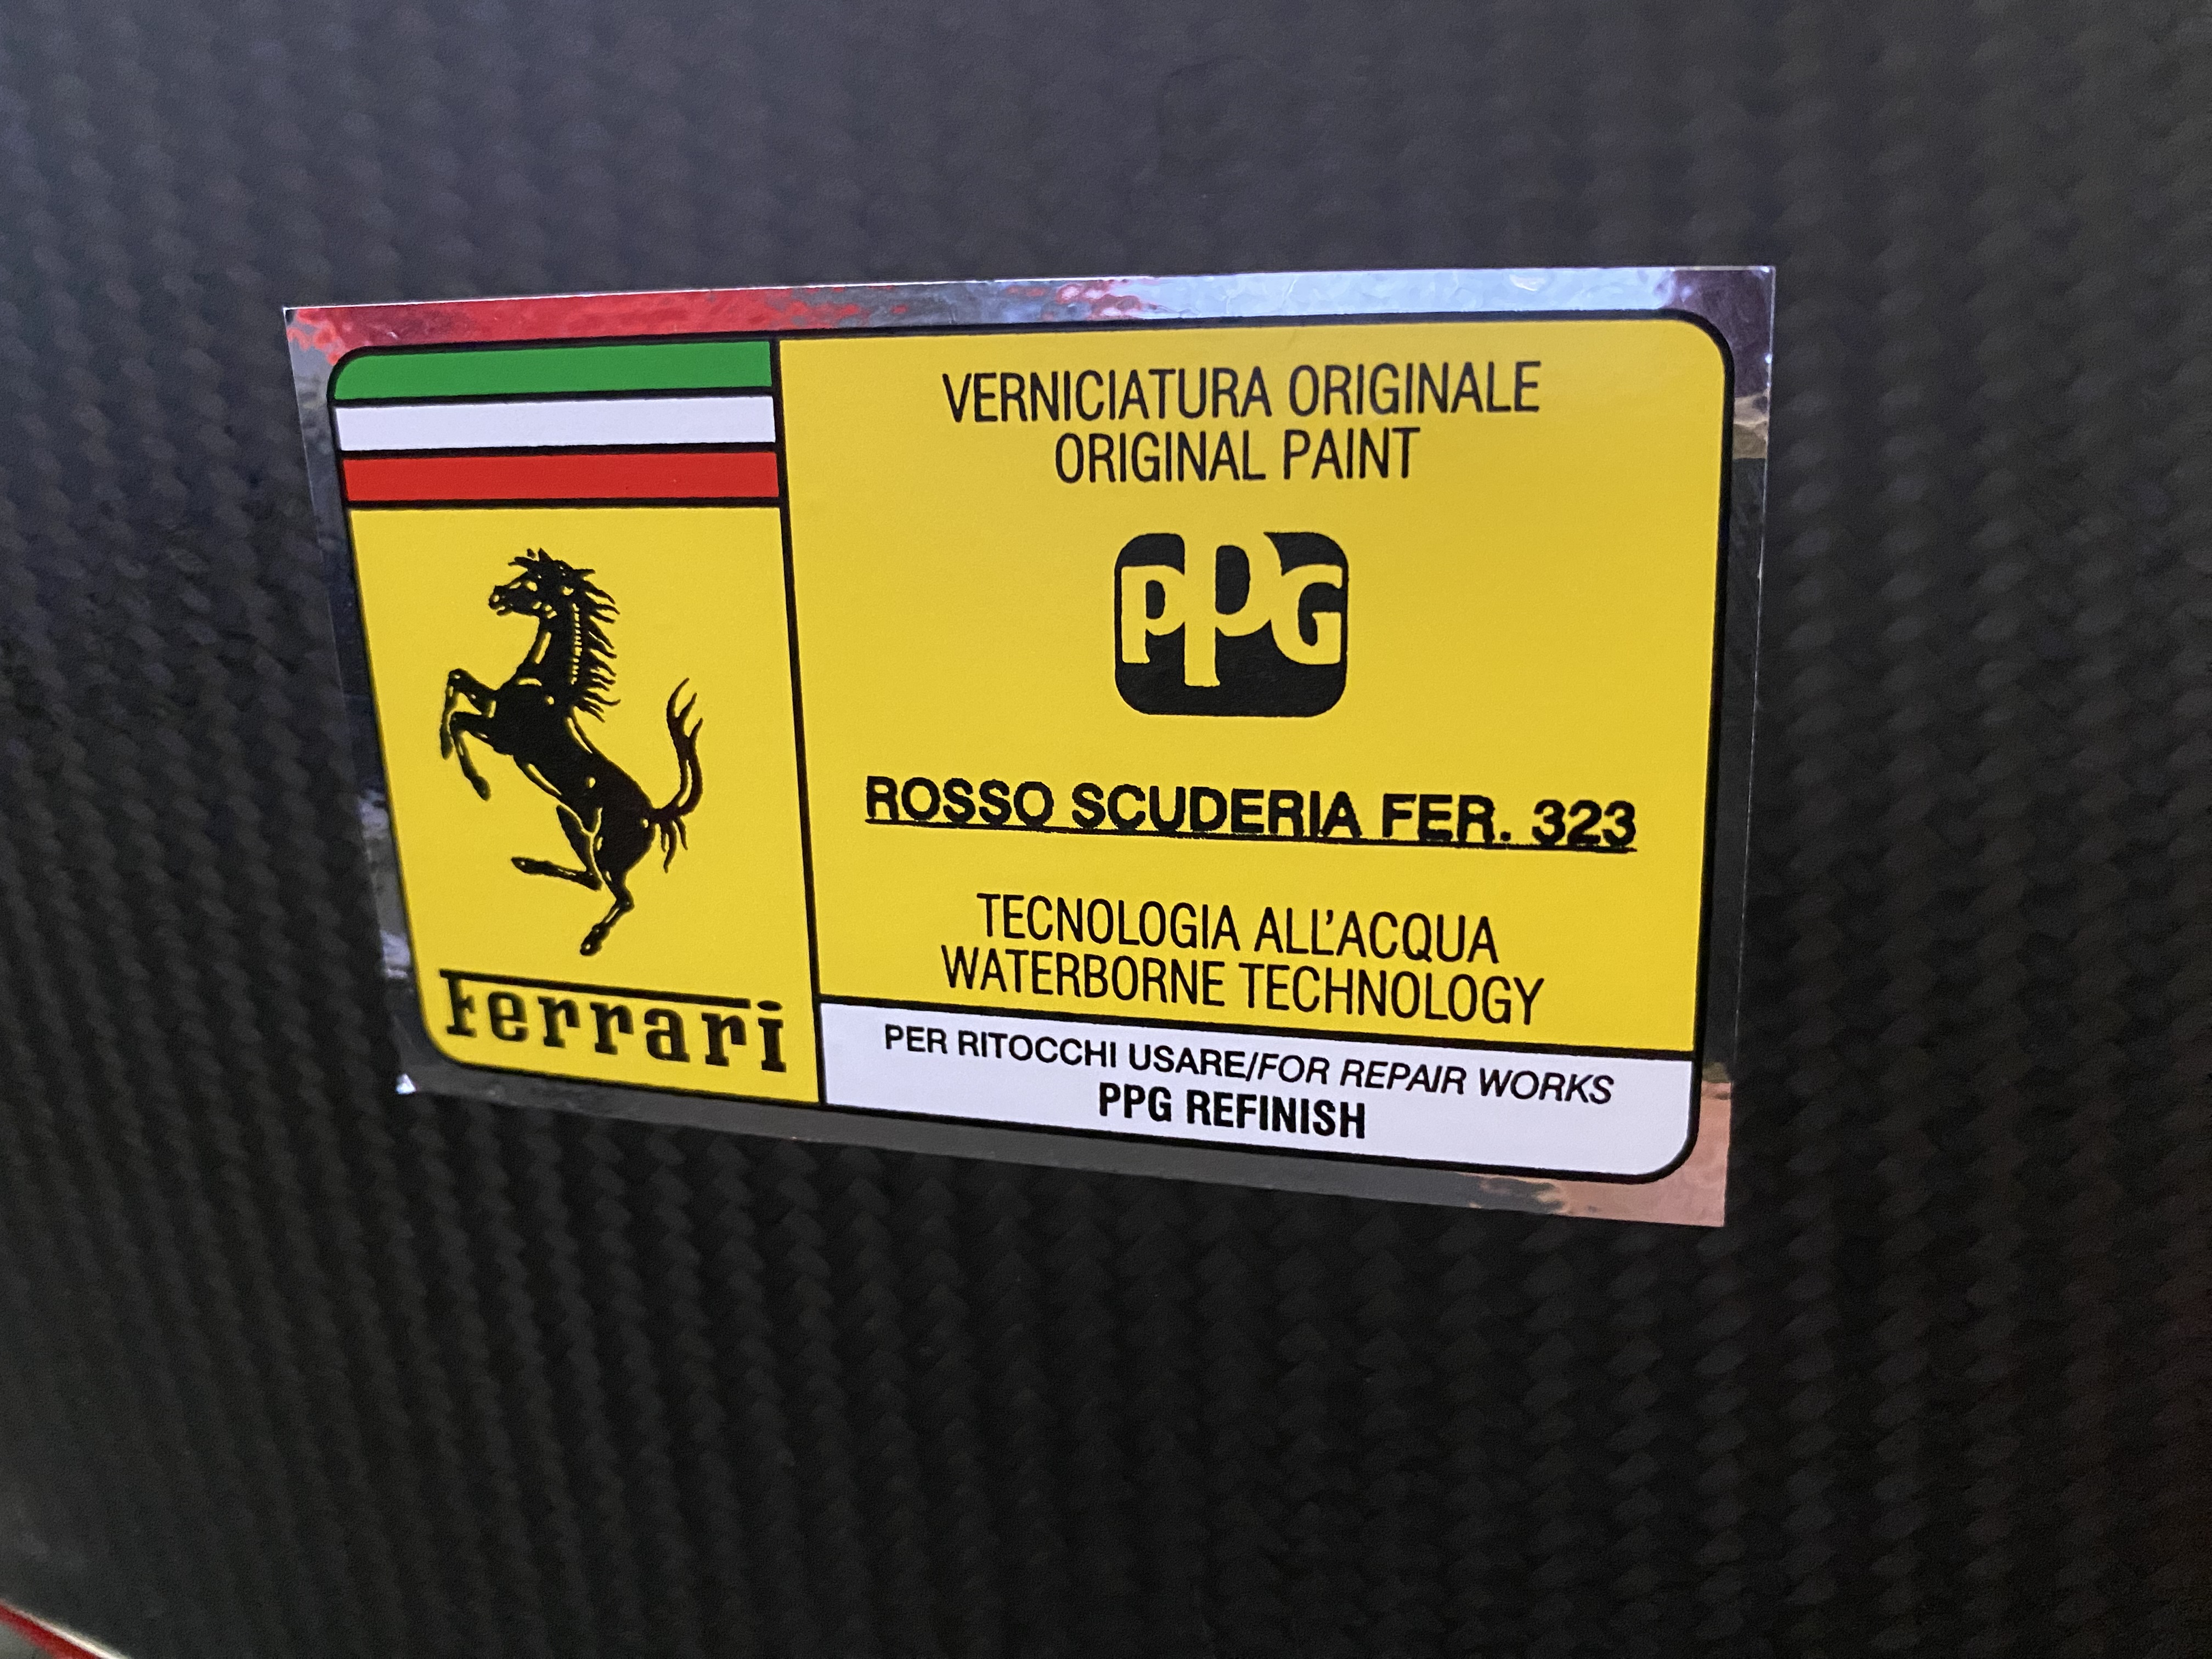 VERNICIATURA ORIGINALE
ORIGINAL PAINT
PPG
ROSSO SCUDERIA FER. 323
TECNOLOGIA ALL'ACQUA
WATERBORNE TECHNOLOGY
Ferrari
PER RITOCCHI USARE/FOR REPAIR WORKS
PPG REFINISH